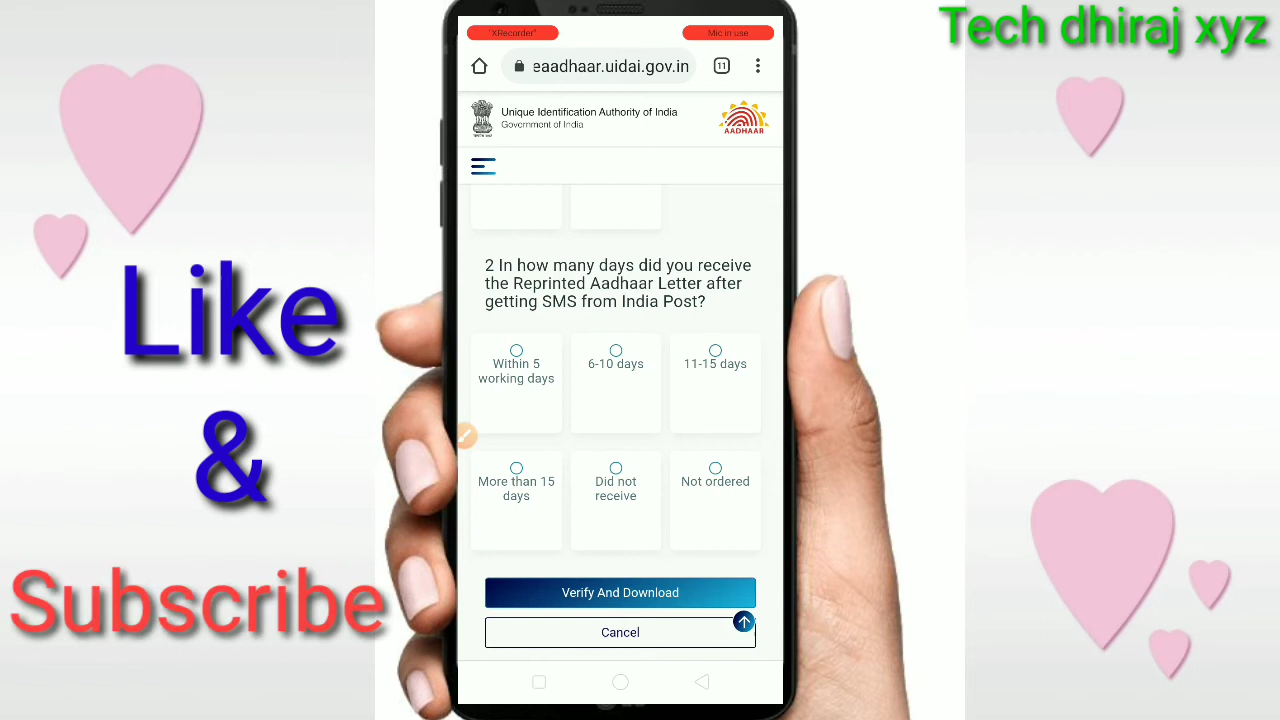 Tech dhiraj xyz
"XRecorder"
Mic in use
eaadhaar.uidai.gov.in
11
Unique Identification Authority of India
Government of India
AADHAAR
2 In how many days did you receive
the Reprinted Aadhaar Letter after
getting SMS from India Post?
Within 5
working days
6-10 days
11-15 days
More than 15
days
Did not
receive
Not ordered
Verify And Download
Cancel
Like
&
Subscribe